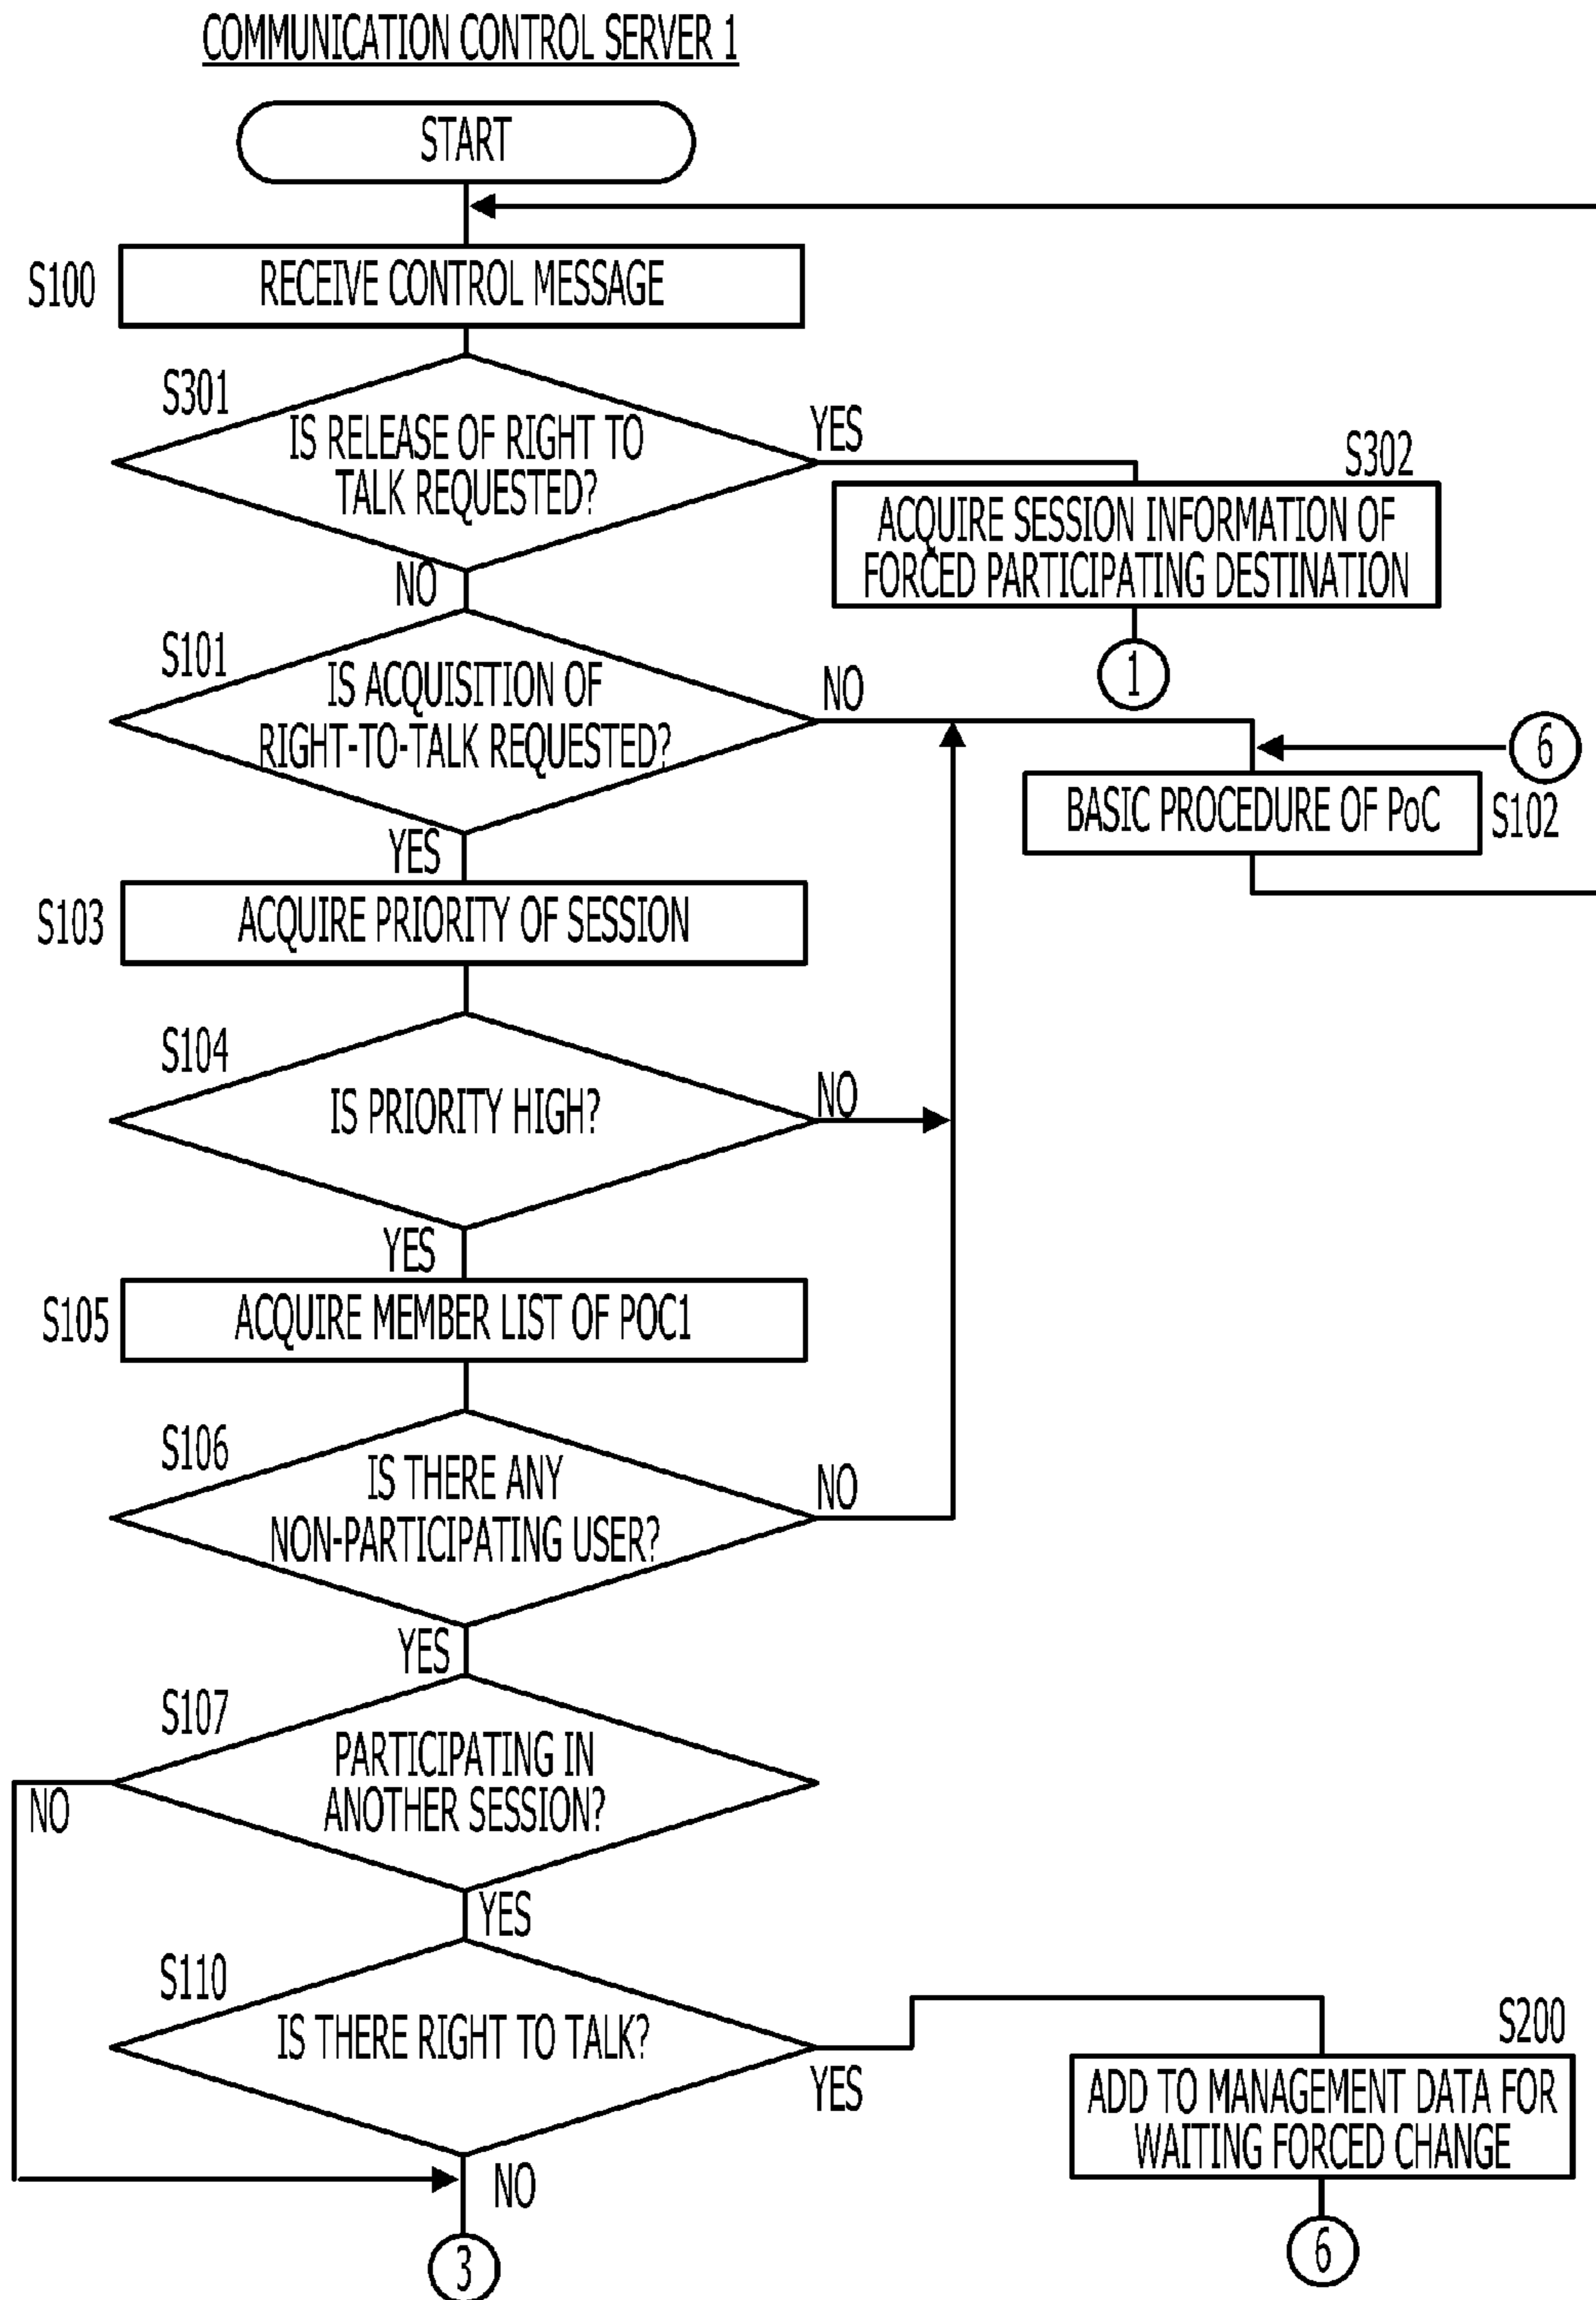 COMMUNICATION CONTROL SERVER 1
START
S100
RECEIVE CONTROL MESSAGE
S301
IS RELEASE OF RIGHT TO
TALK REQUESTED?
YES
S302
ACQUIRE SESSION INFORMATION OF
FORCED PARTICIPATING DESTINATION
NO
1
S101
IS ACQUISITION OF
RIGHT-TO-TALK REQUESTED?
NO
6
BASIC PROCEDURE OF PoC
S102
YES
S103
ACQUIRE PRIORITY OF SESSION
S104
IS PRIORITY HIGH?
NO
YES
S105
ACQUIRE MEMBER LIST OF POC1
S106
IS THERE ANY
NON-PARTICIPATING USER?
NO
YES
S107
PARTICIPATING IN
ANOTHER SESSION?
NO
YES
S110
IS THERE RIGHT TO TALK?
YES
S200
ADD TO MANAGEMENT DATA FOR
WAITING FORCED CHANGE
NO
3
6